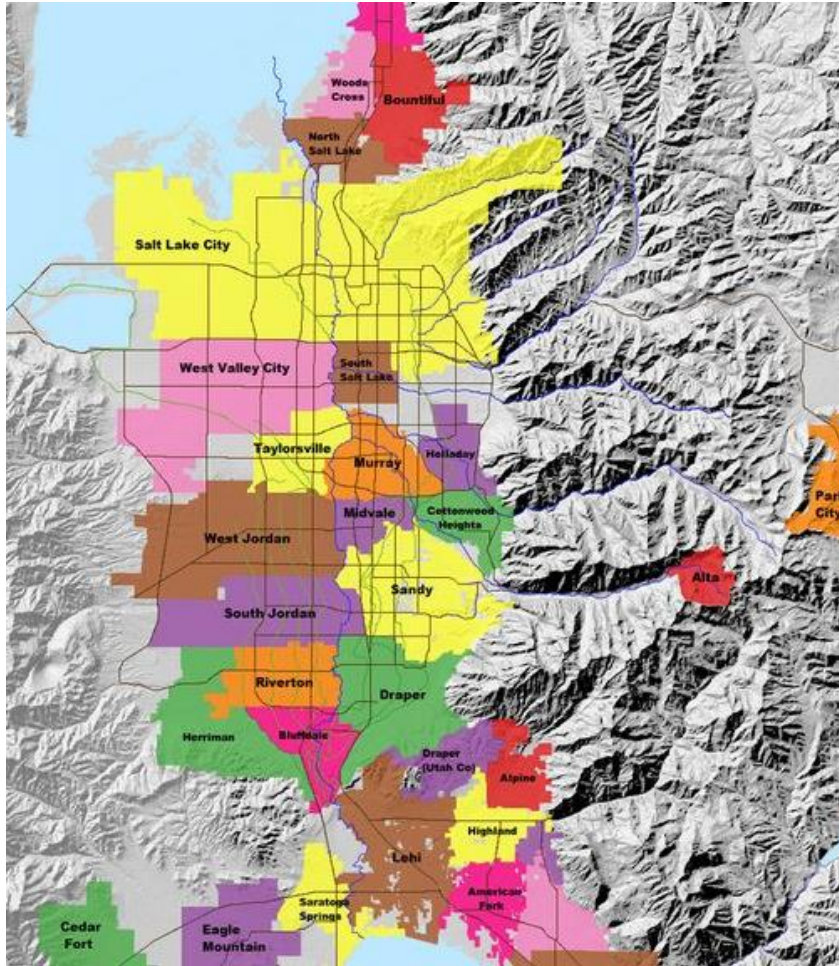 Woods
Cross
Bountiful
North
Salt Lake
Salt Lake City
West Valley City
South
Salt Lake
Taylorsville
Murray
Holladay
Park
City
Midvale
Cottonwood
Heights
West Jordan
Sandy
Alta
South Jordan
Riverton
Draper
Herriman
Bluffdale
Draper
(Utah Co)
Alpine
Highland
Lehi
American
Fork
Saratoga
Springs
Cedar
Fort
Eagle
Mountain